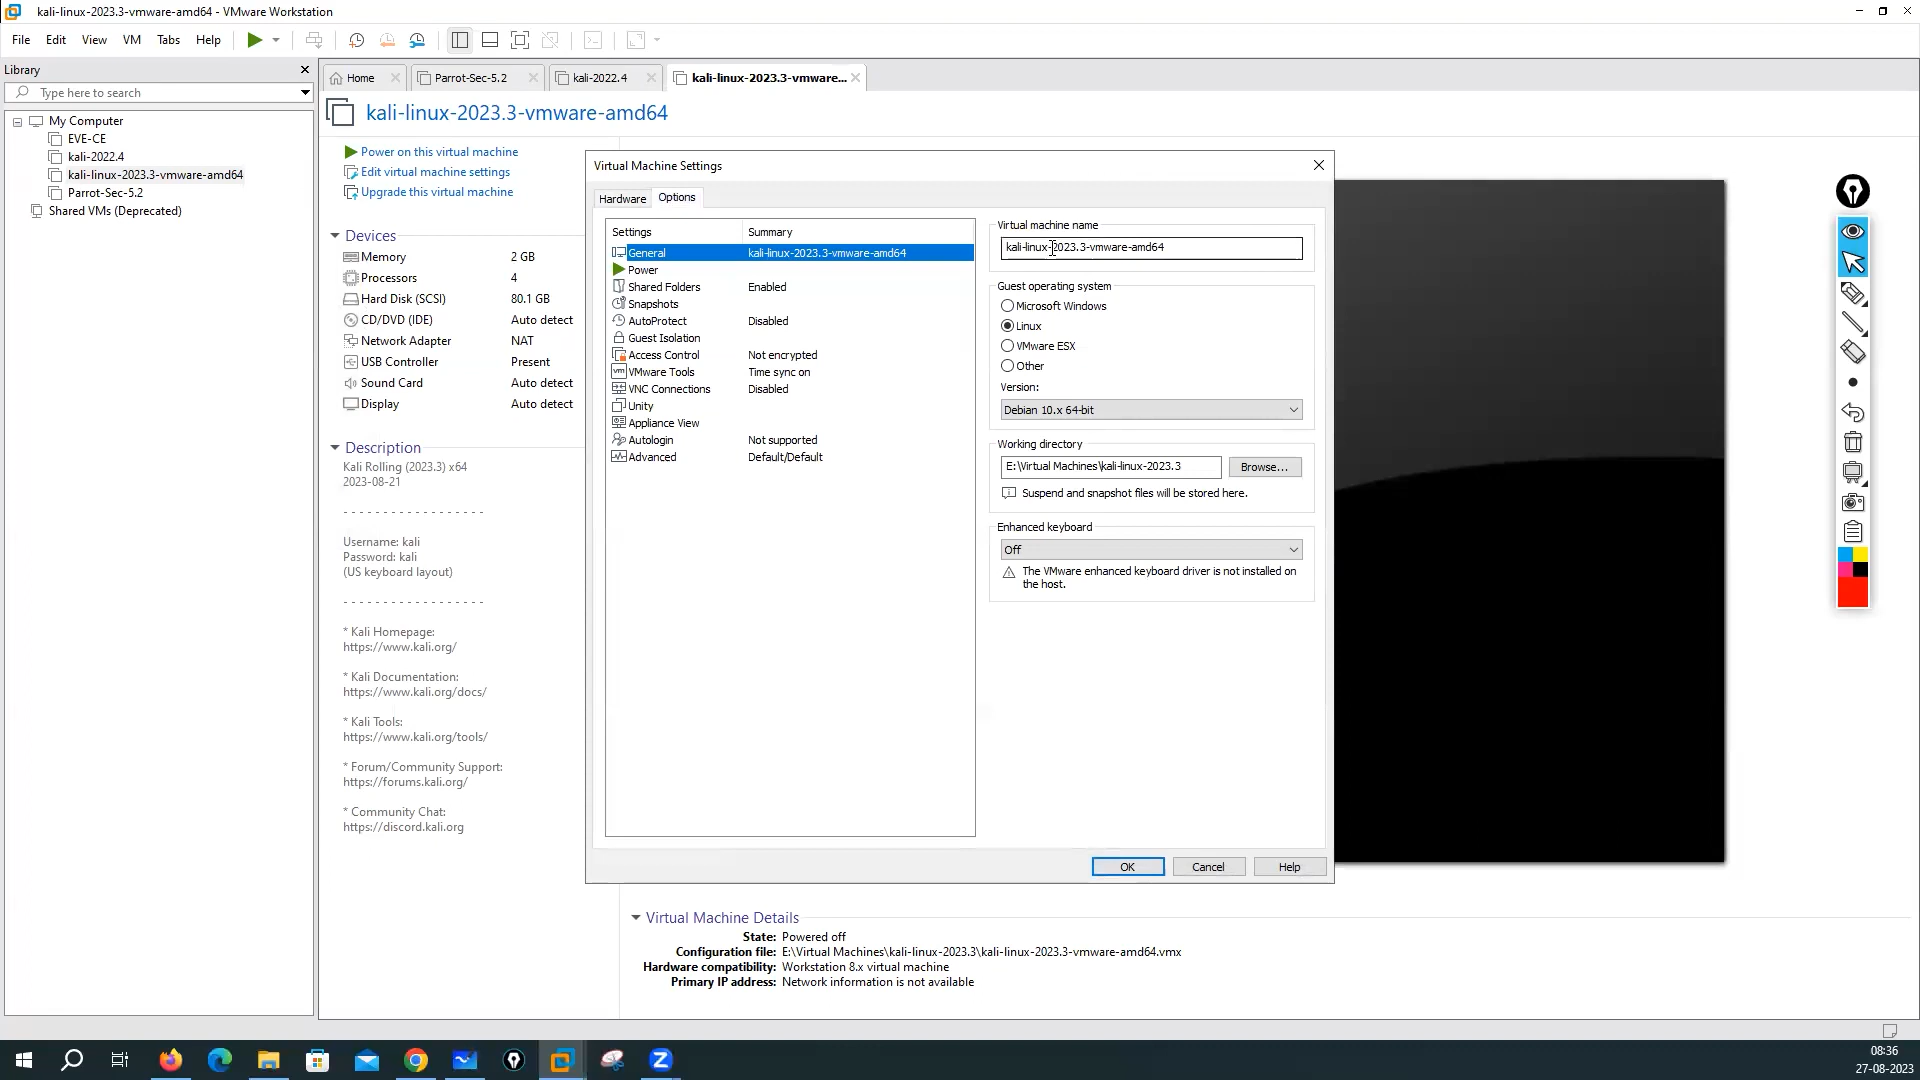 kali-linux-2023.3-vmware-amd64 - VMware Workstation
File Edit View VM Tabs Help
Library
Type here to search
My Computer
EVE-CE
kali-2022.4
kali-linux-2023.3-vmware-amd64
Parrot-Sec-5.2
Shared VMs (Deprecated)
Home Parrot-Sec-5.2 kali-2022.4 kali-linux-2023.3-vmware...
kali-linux-2023.3-vmware-amd64
Power on this virtual machine
Edit virtual machine settings
Upgrade this virtual machine
Devices
Memory 2 GB
Processors 4
Hard Disk (SCSI) 80.1 GB
CD/DVD (IDE) Auto detect
Network Adapter NAT
USB Controller Present
Sound Card Auto detect
Display Auto detect
Description
Kali Rolling (2023.3) x64
2023-08-21
- - - - - - - - - - - - - - - - - -
Username: kali
Password: kali
(US keyboard layout)
- - - - - - - - - - - - - - - - - -
* Kali Homepage:
https://www.kali.org/
* Kali Documentation:
https://www.kali.org/docs/
* Kali Tools:
https://www.kali.org/tools/
* Forum/Community Support:
https://forums.kali.org/
* Community Chat:
https://discord.kali.org
Virtual Machine Settings
Hardware Options
Settings Summary
General kali-linux-2023.3-vmware-amd64
Power
Shared Folders Enabled
Snapshots
AutoProtect Disabled
Guest Isolation
Access Control Not encrypted
VMware Tools Time sync on
VNC Connections Disabled
Unity
Appliance View
Autologin Not supported
Advanced Default/Default
Virtual machine name
kali-linux-2023.3-vmware-amd64
Guest operating system
Microsoft Windows
Linux
VMware ESX
Other
Version:
Debian 10.x 64-bit
Working directory
E:\Virtual Machines\kali-linux-2023.3 Browse...
Suspend and snapshot files will be stored here.
Enhanced keyboard
Off
The VMware enhanced keyboard driver is not installed on
the host.
OK Cancel Help
Virtual Machine Details
State: Powered off
Configuration file: E:\Virtual Machines\kali-linux-2023.3\kali-linux-2023.3-vmware-amd64.vmx
Hardware compatibility: Workstation 8.x virtual machine
Primary IP address: Network information is not available
08:36
27-08-2023